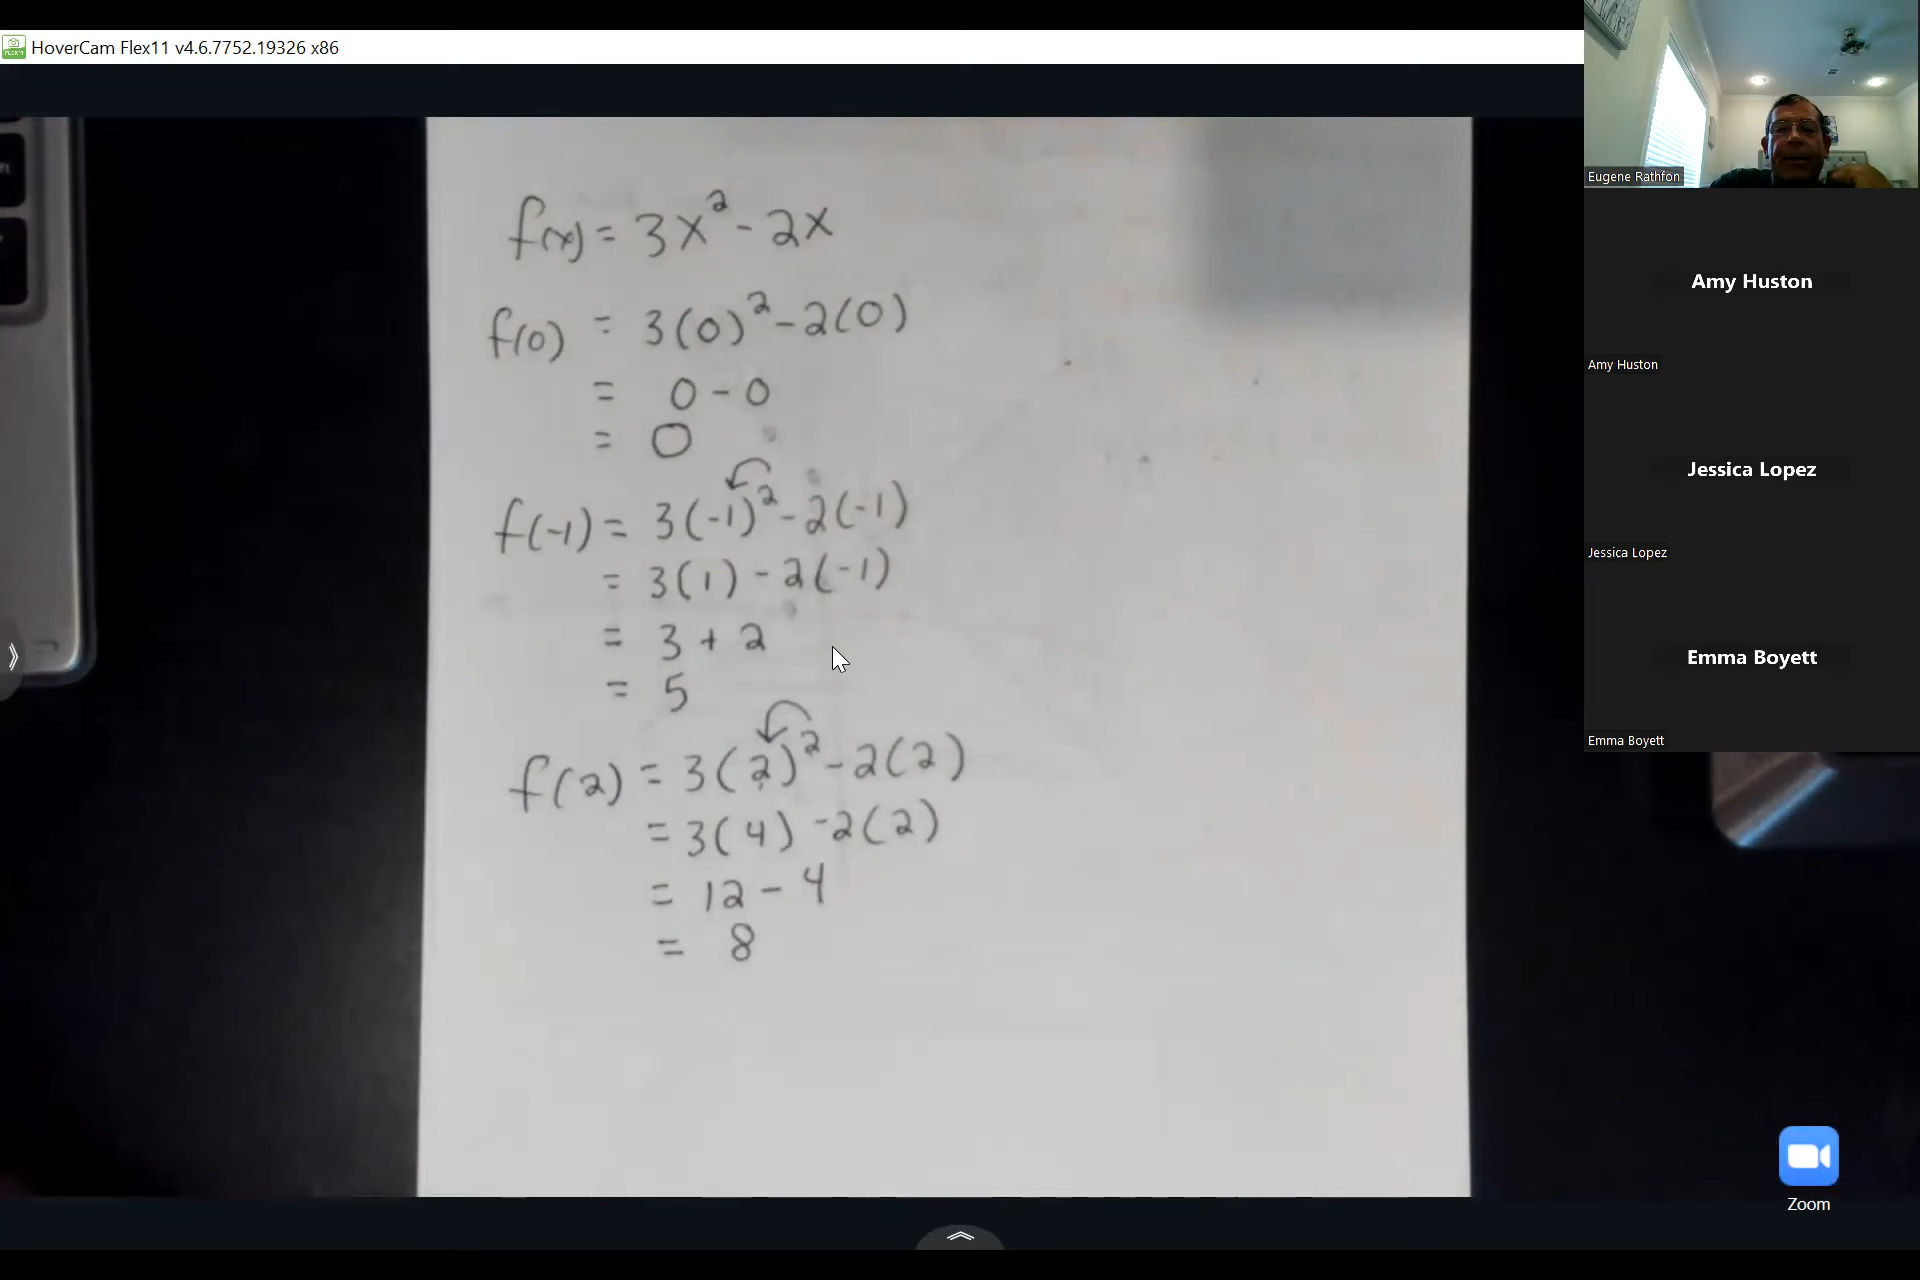 HoverCam Flex11 v4.6.7752.19326 x86
f(x) = 3x² - 2x
f(0) = 3(0)² - 2(0)
= 0 - 0
= 0
f(-1) = 3(-1)² - 2(-1)
= 3(1) - 2(-1)
= 3 + 2
= 5
f(2) = 3(2)² - 2(2)
= 3(4) - 2(2)
= 12 - 4
= 8
Eugene Rathfon
Amy Huston
Amy Huston
Jessica Lopez
Jessica Lopez
Emma Boyett
Emma Boyett
Zoom